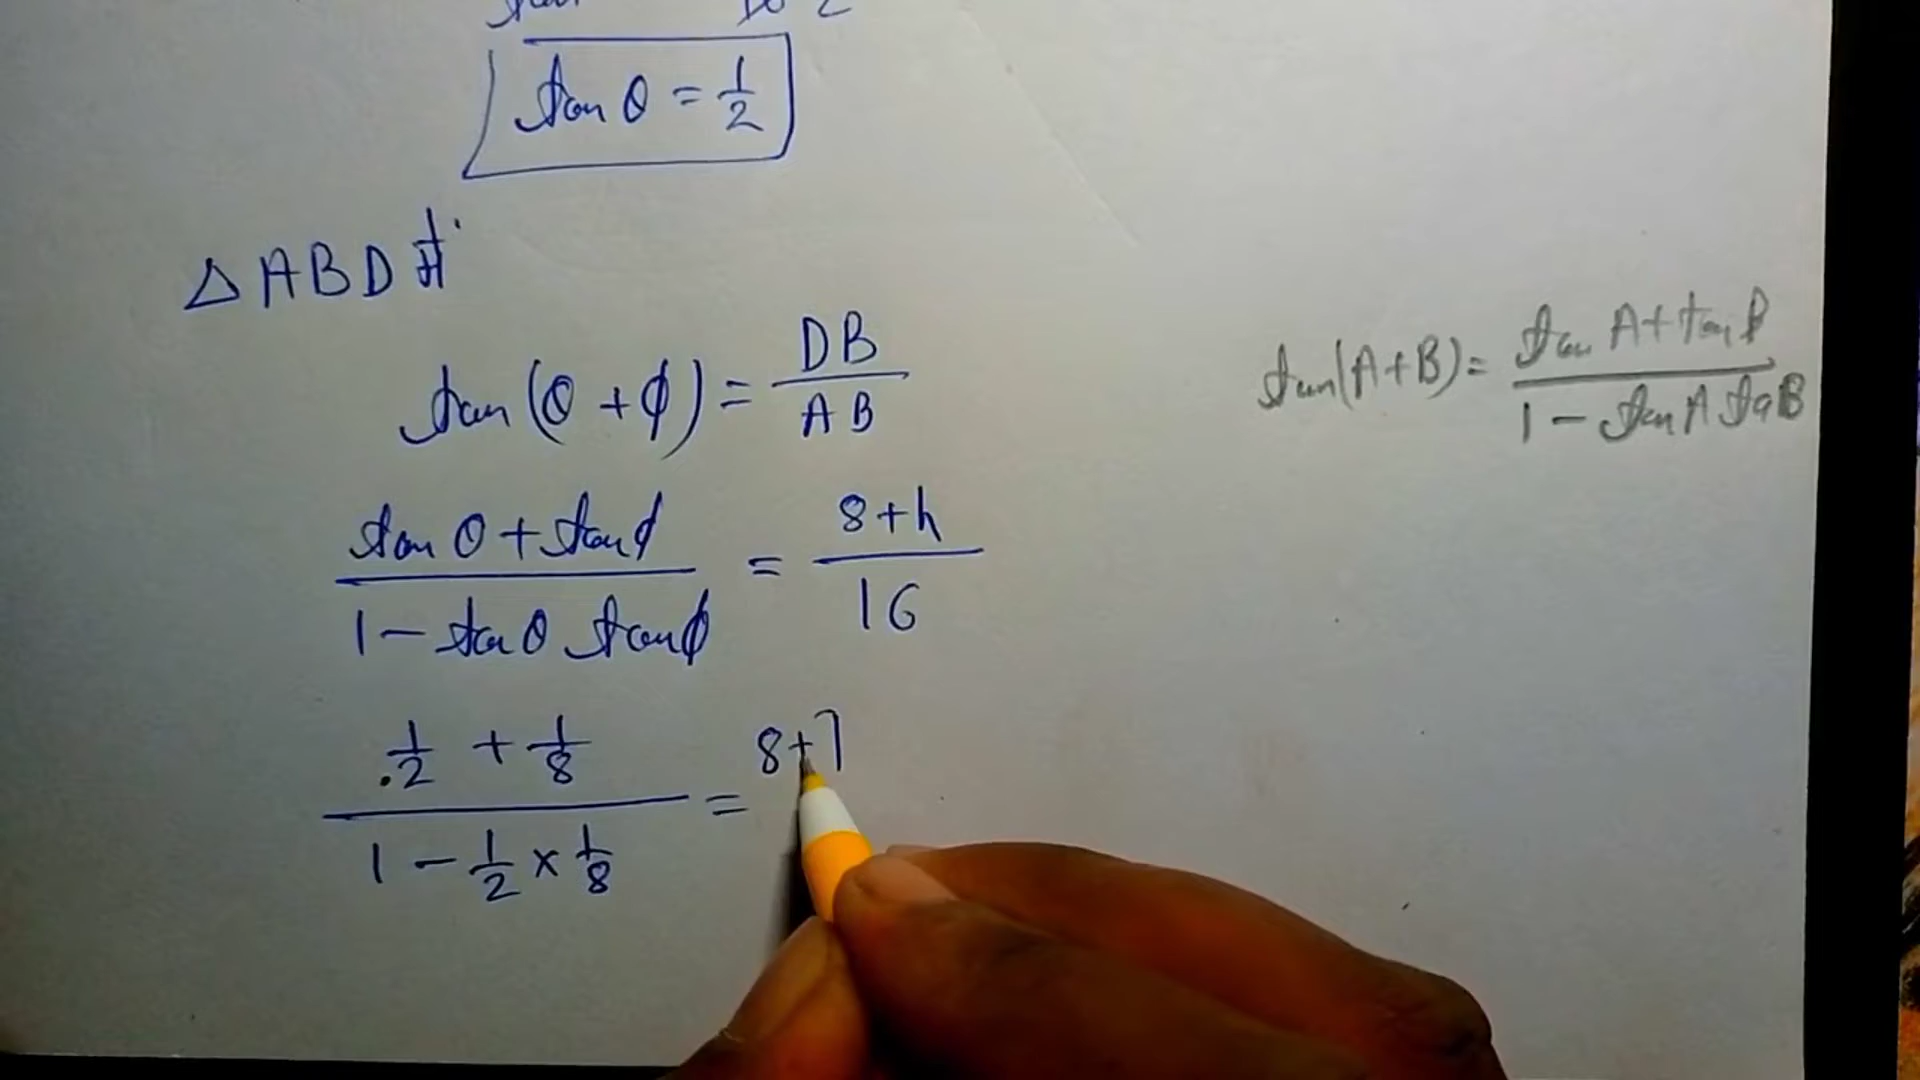 tan θ = 1/2
△ ABD में
tan (θ + ϕ) = DB/AB
tan(A+B) = tan A + tan B / 1 - tan A tan B
tan θ + tan ϕ / 1 - tan θ tan ϕ = 8+h / 16
1/2 + 1/8 / 1 - 1/2 × 1/8 = 8+7